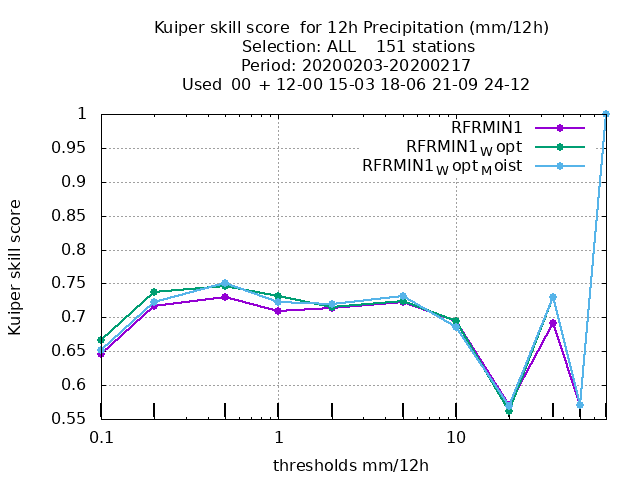 Kuiper skill score  for 12h Precipitation (mm/12h)
Selection: ALL    151 stations
Period: 20200203-20200217
Used  00 + 12-00 15-03 18-06 21-09 24-12
RFRMIN1
RFRMIN1Wopt
RFRMIN1WoptMoist
1
0.95
0.9
0.85
0.8
0.75
0.7
0.65
0.6
0.55
Kuiper skill score
0.1 1 10
thresholds mm/12h